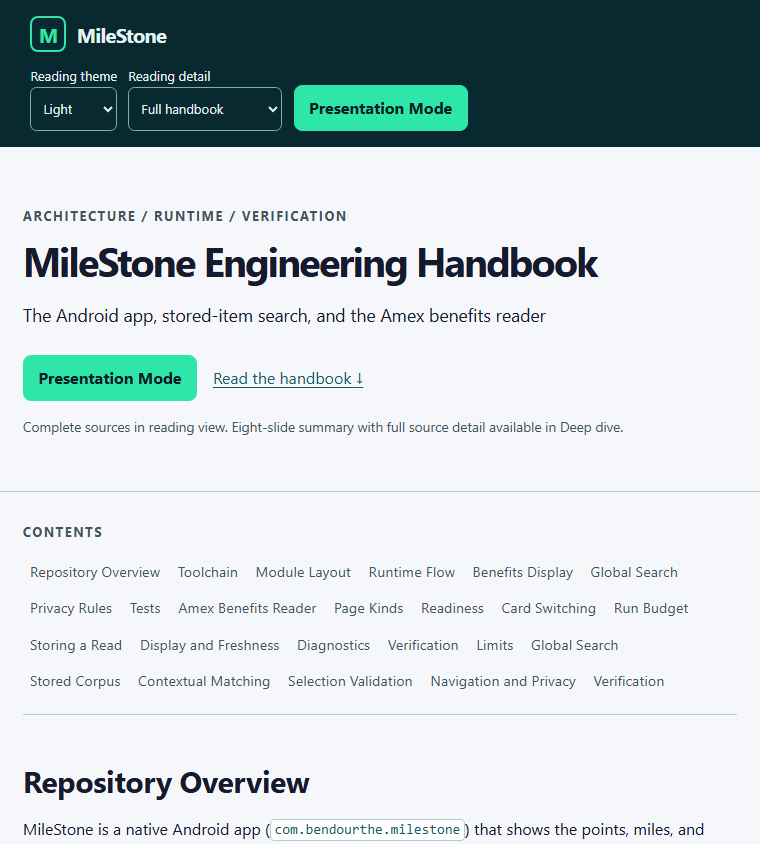 M MileStone
Reading theme Reading detail
Light Full handbook Presentation Mode
ARCHITECTURE / RUNTIME / VERIFICATION
MileStone Engineering Handbook
The Android app, stored-item search, and the Amex benefits reader
Presentation Mode Read the handbook ↓
Complete sources in reading view. Eight-slide summary with full source detail available in Deep dive.
CONTENTS
Repository Overview Toolchain Module Layout Runtime Flow Benefits Display Global Search
Privacy Rules Tests Amex Benefits Reader Page Kinds Readiness Card Switching Run Budget
Storing a Read Display and Freshness Diagnostics Verification Limits Global Search
Stored Corpus Contextual Matching Selection Validation Navigation and Privacy Verification
Repository Overview
MileStone is a native Android app (com.bendourthe.milestone) that shows the points, miles, and